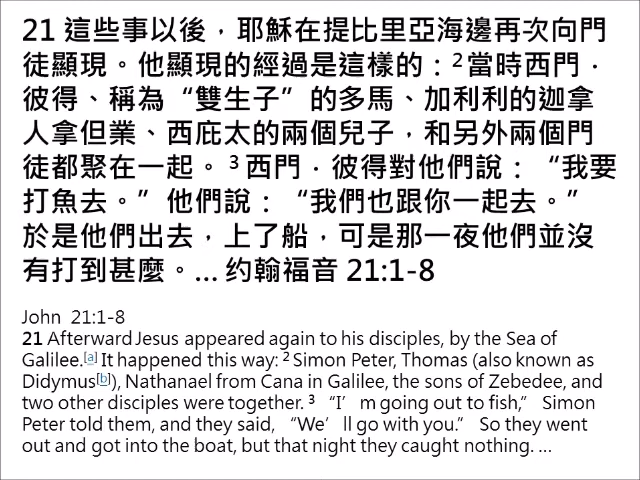 21 這些事以後，耶穌在提比里亞海邊再次向門
徒顯現。他顯現的經過是這樣的：2當時西門．
彼得、稱為“雙生子”的多馬、加利利的迦拿
人拿但業、西庇太的兩個兒子，和另外兩個門
徒都聚在一起。 3 西門．彼得對他們說：“我要
打魚去。”他們說：“我們也跟你一起去。”
於是他們出去，上了船，可是那一夜他們並沒
有打到甚麼。... 约翰福音 21:1-8
John 21:1-8
21 Afterward Jesus appeared again to his disciples, by the Sea of
Galilee.[a] It happened this way: 2 Simon Peter, Thomas (also known as
Didymus[b]), Nathanael from Cana in Galilee, the sons of Zebedee, and
two other disciples were together. 3 “I’m going out to fish,” Simon
Peter told them, and they said, “We’ll go with you.” So they went
out and got into the boat, but that night they caught nothing. ...